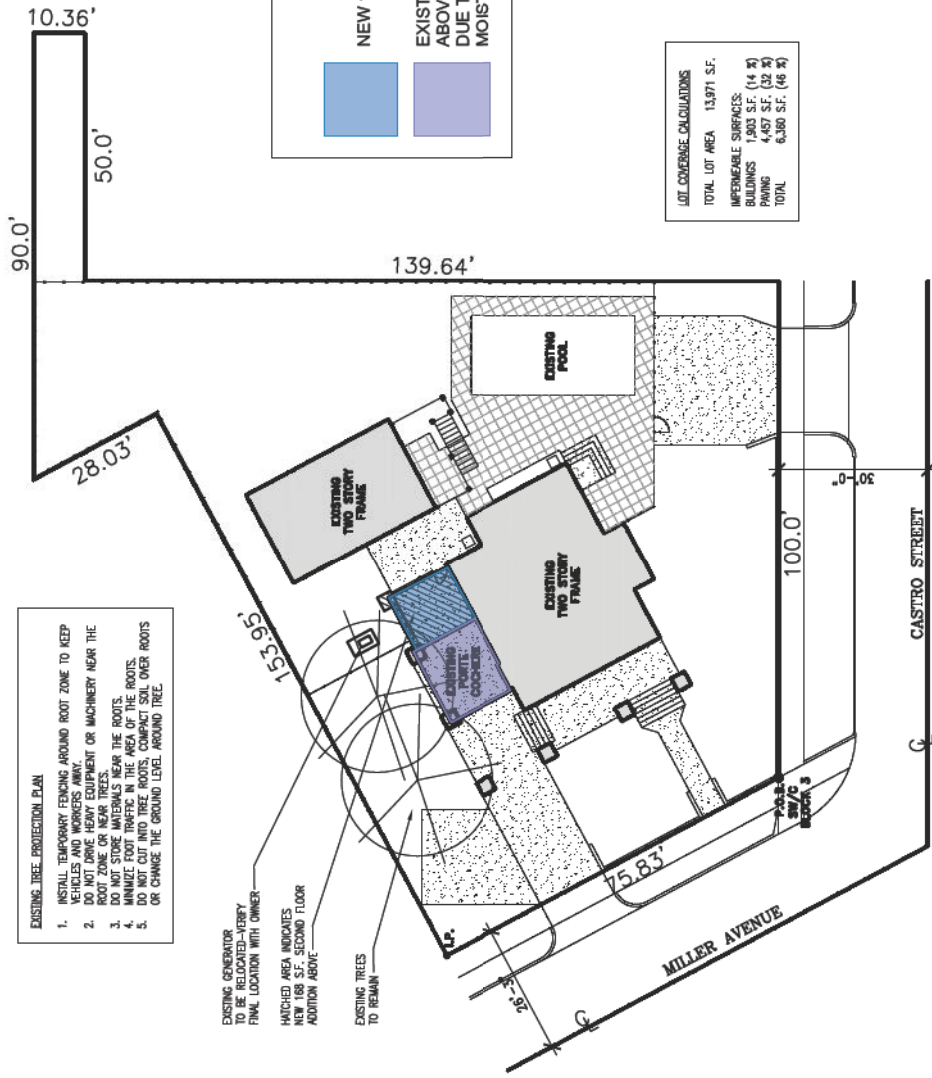 10.36'
90.0'
50.0'
139.64'
28.03'
153.95'
NEW
EXIST
ABOV
DUE T
MOIST
LOT COVERAGE CALCULATIONS
TOTAL LOT AREA 13,971 S.F.
IMPERMEABLE SURFACES:
BUILDINGS 1,903 S.F. (14 %)
PAVING 4,457 S.F. (32 %)
TOTAL 6,360 S.F. (46 %)
EXISTING TREE PROTECTION PLAN
1. INSTALL TEMPORARY FENCING AROUND ROOT ZONE TO KEEP
VEHICLES AND WORKERS AWAY.
2. DO NOT DRIVE HEAVY EQUIPMENT OR MACHINERY NEAR THE
ROOT ZONE OR NEAR TREES.
3. DO NOT STORE MATERIALS NEAR THE ROOTS.
4. MINIMIZE FOOT TRAFFIC IN THE AREA OF THE ROOTS.
5. DO NOT CUT INTO TREE ROOTS, COMPACT SOIL OVER ROOTS
OR CHANGE THE GROUND LEVEL AROUND TREE.
EXISTING
TWO STORY
FRAME
EXISTING
POOL
EXISTING
TWO STORY
FRAME
EXISTING
PORTE
COCHERE
EXISTING GENERATOR
TO BE RELOCATED-VERIFY
FINAL LOCATION WITH OWNER
HATCHED AREA INDICATES
NEW 168 S.F. SECOND FLOOR
ADDITION ABOVE
EXISTING TREES
TO REMAIN
I.P.
75.83'
26'-3"
MILLER AVENUE
P.O.B.
SW/C
BLOCK 3
100.0'
30'-0"
CASTRO STREET